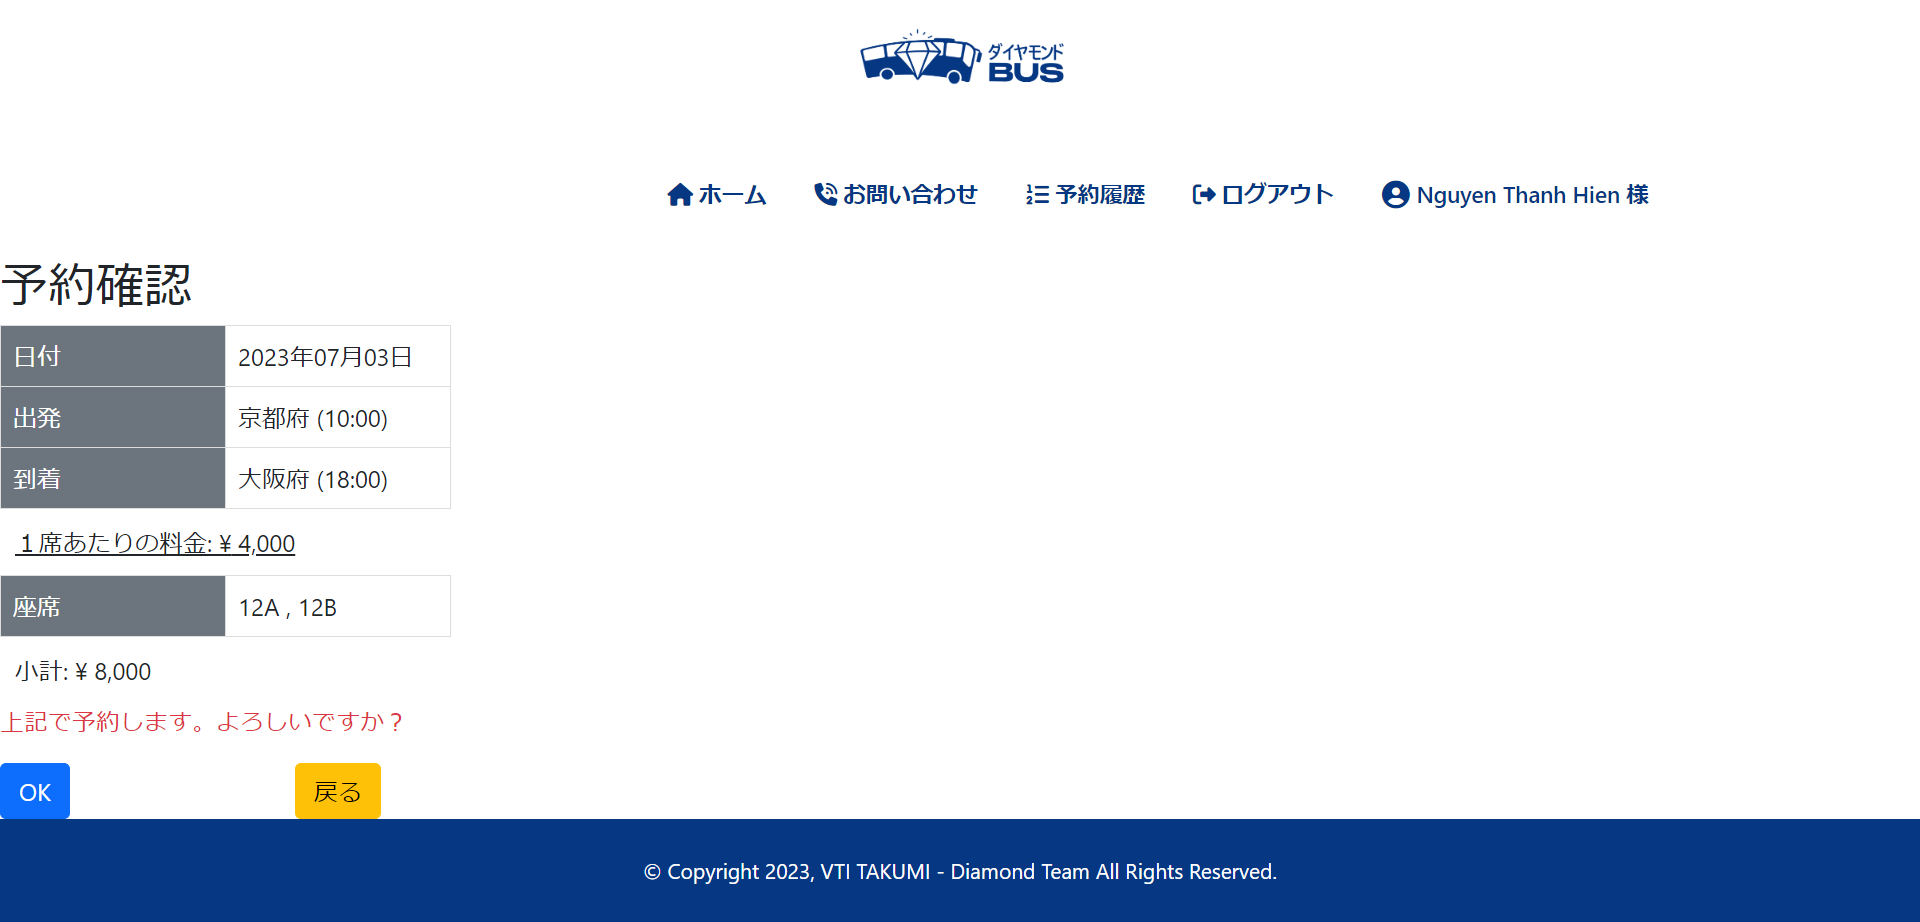 ダイヤモンド
BUS
ホーム お問い合わせ 予約履歴 ログアウト Nguyen Thanh Hien 様
予約確認
日付 2023年07月03日
出発 京都府 (10:00)
到着 大阪府 (18:00)
１席あたりの料金: ¥ 4,000
座席 12A , 12B
小計: ¥ 8,000
上記で予約します。よろしいですか？
OK 戻る
© Copyright 2023, VTI TAKUMI - Diamond Team All Rights Reserved.